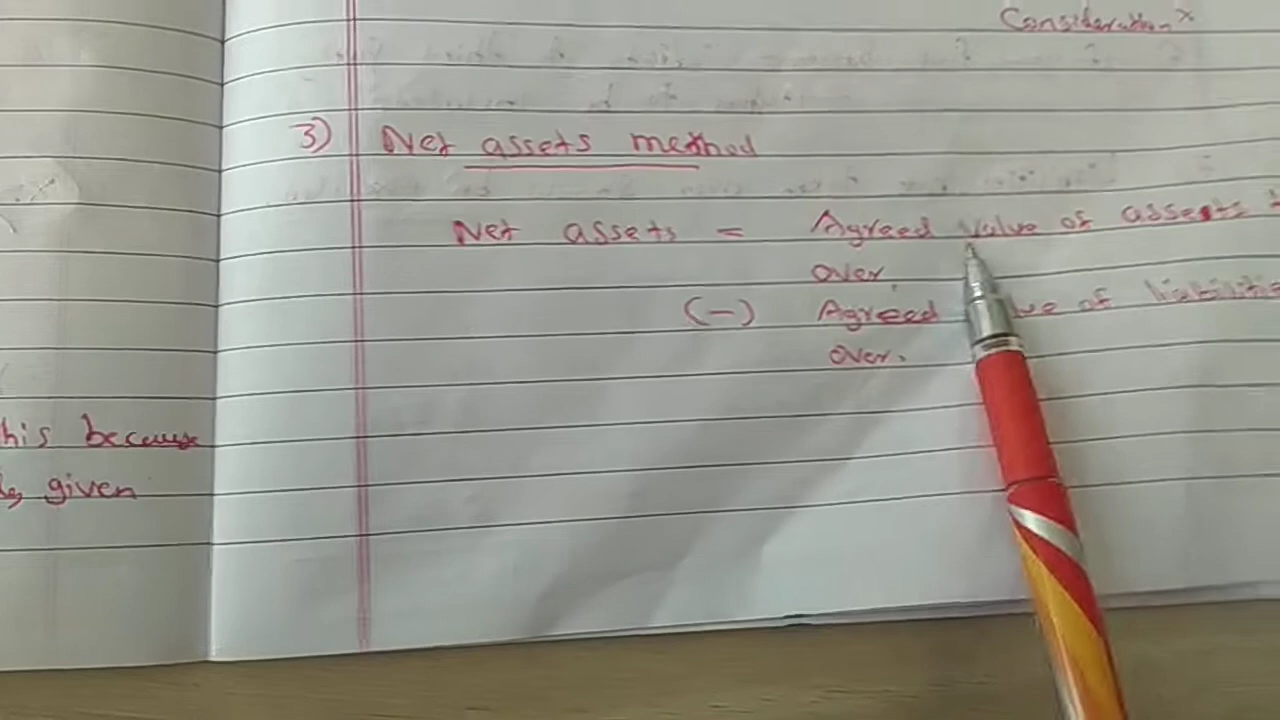 Consideration
3) Net assets method
Net assets = Agreed value of assets
over
(-) Agreed of liabilities
over.
his because
given